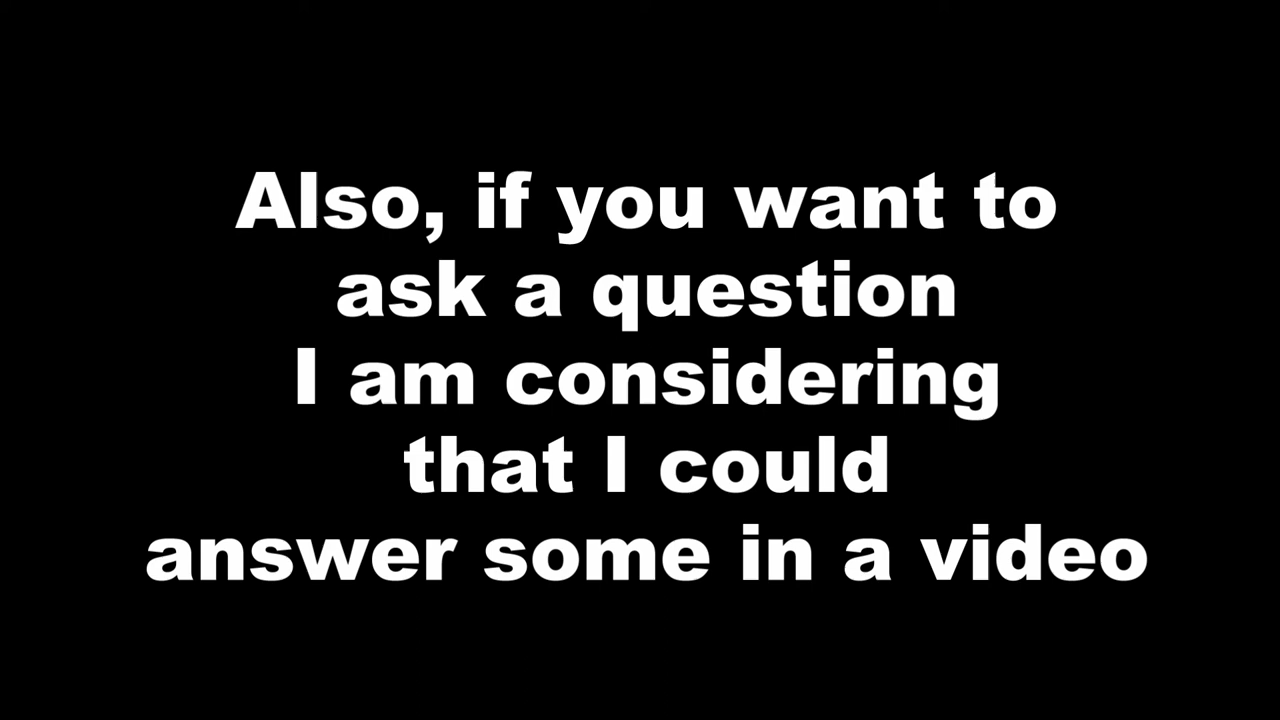 Also, if you want to
ask a question
I am considering
that I could
answer some in a video